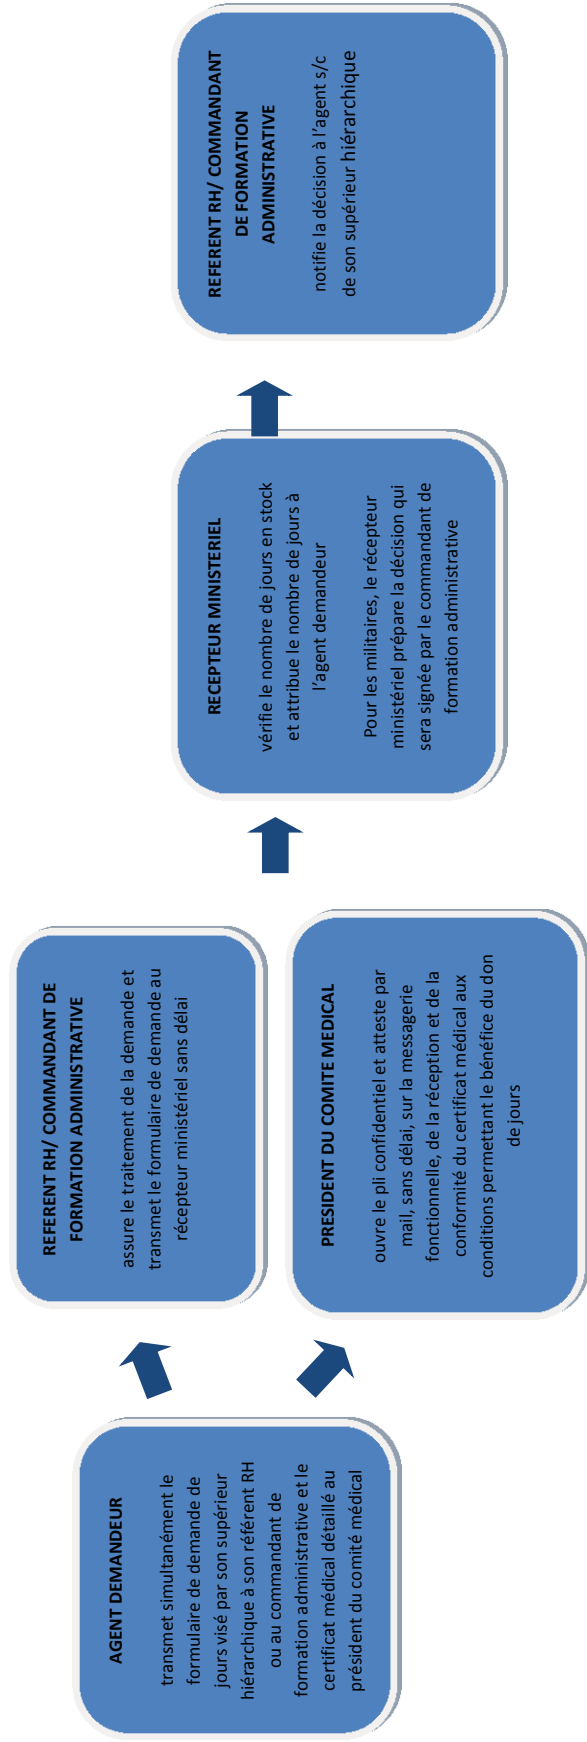 AGENT DEMANDEUR
transmet simultanément le
formulaire de demande de
jours visé par son supérieur
hiérarchique à son référent RH
ou au commandant de
formation administrative et le
certificat médical détaillé au
président du comité médical
REFERENT RH/ COMMANDANT DE
FORMATION ADMINISTRATIVE
assure le traitement de la demande et
transmet le formulaire de demande au
récepteur ministériel sans délai
PRESIDENT DU COMITE MEDICAL
ouvre le pli confidentiel et atteste par
mail, sans délai, sur la messagerie
fonctionnelle, de la réception et de la
conformité du certificat médical aux
conditions permettant le bénéfice du don
de jours
RECEPTEUR MINISTERIEL
vérifie le nombre de jours en stock
et attribue le nombre de jours à
l’agent demandeur
Pour les militaires, le récepteur
ministériel prépare la décision qui
sera signée par le commandant de
formation administrative
REFERENT RH/ COMMANDANT
DE FORMATION
ADMINISTRATIVE
notifie la décision à l’agent s/c
de son supérieur hiérarchique